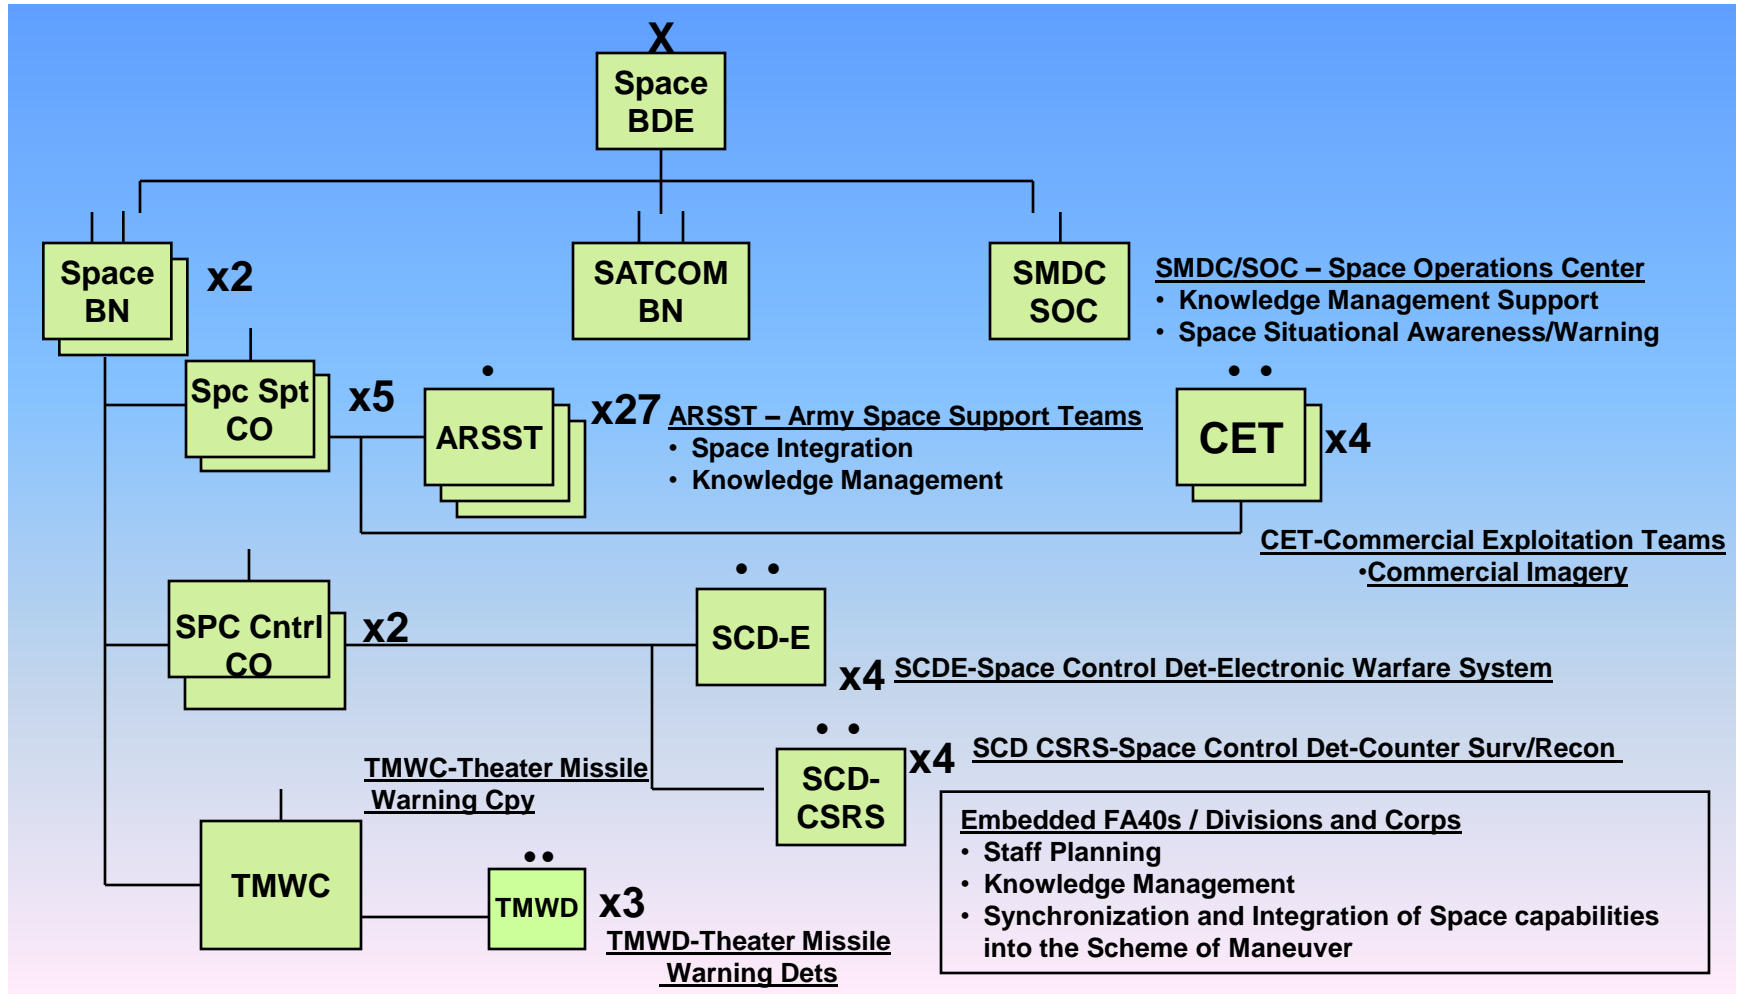 X
Space
BDE
Space
BN
x2
SATCOM
BN
SMDC
SOC
SMDC/SOC – Space Operations Center
• Knowledge Management Support
• Space Situational Awareness/Warning
Spc Spt
CO
x5
ARSST
x27
ARSST – Army Space Support Teams
• Space Integration
• Knowledge Management
CET
x4
CET-Commercial Exploitation Teams
•Commercial Imagery
SPC Cntrl
CO
x2
SCD-E
x4
SCDE-Space Control Det-Electronic Warfare System
SCD-
CSRS
x4
SCD CSRS-Space Control Det-Counter Surv/Recon
TMWC-Theater Missile
Warning Cpy
TMWC
TMWD
x3
TMWD-Theater Missile
Warning Dets
Embedded FA40s / Divisions and Corps
• Staff Planning
• Knowledge Management
• Synchronization and Integration of Space capabilities
into the Scheme of Maneuver